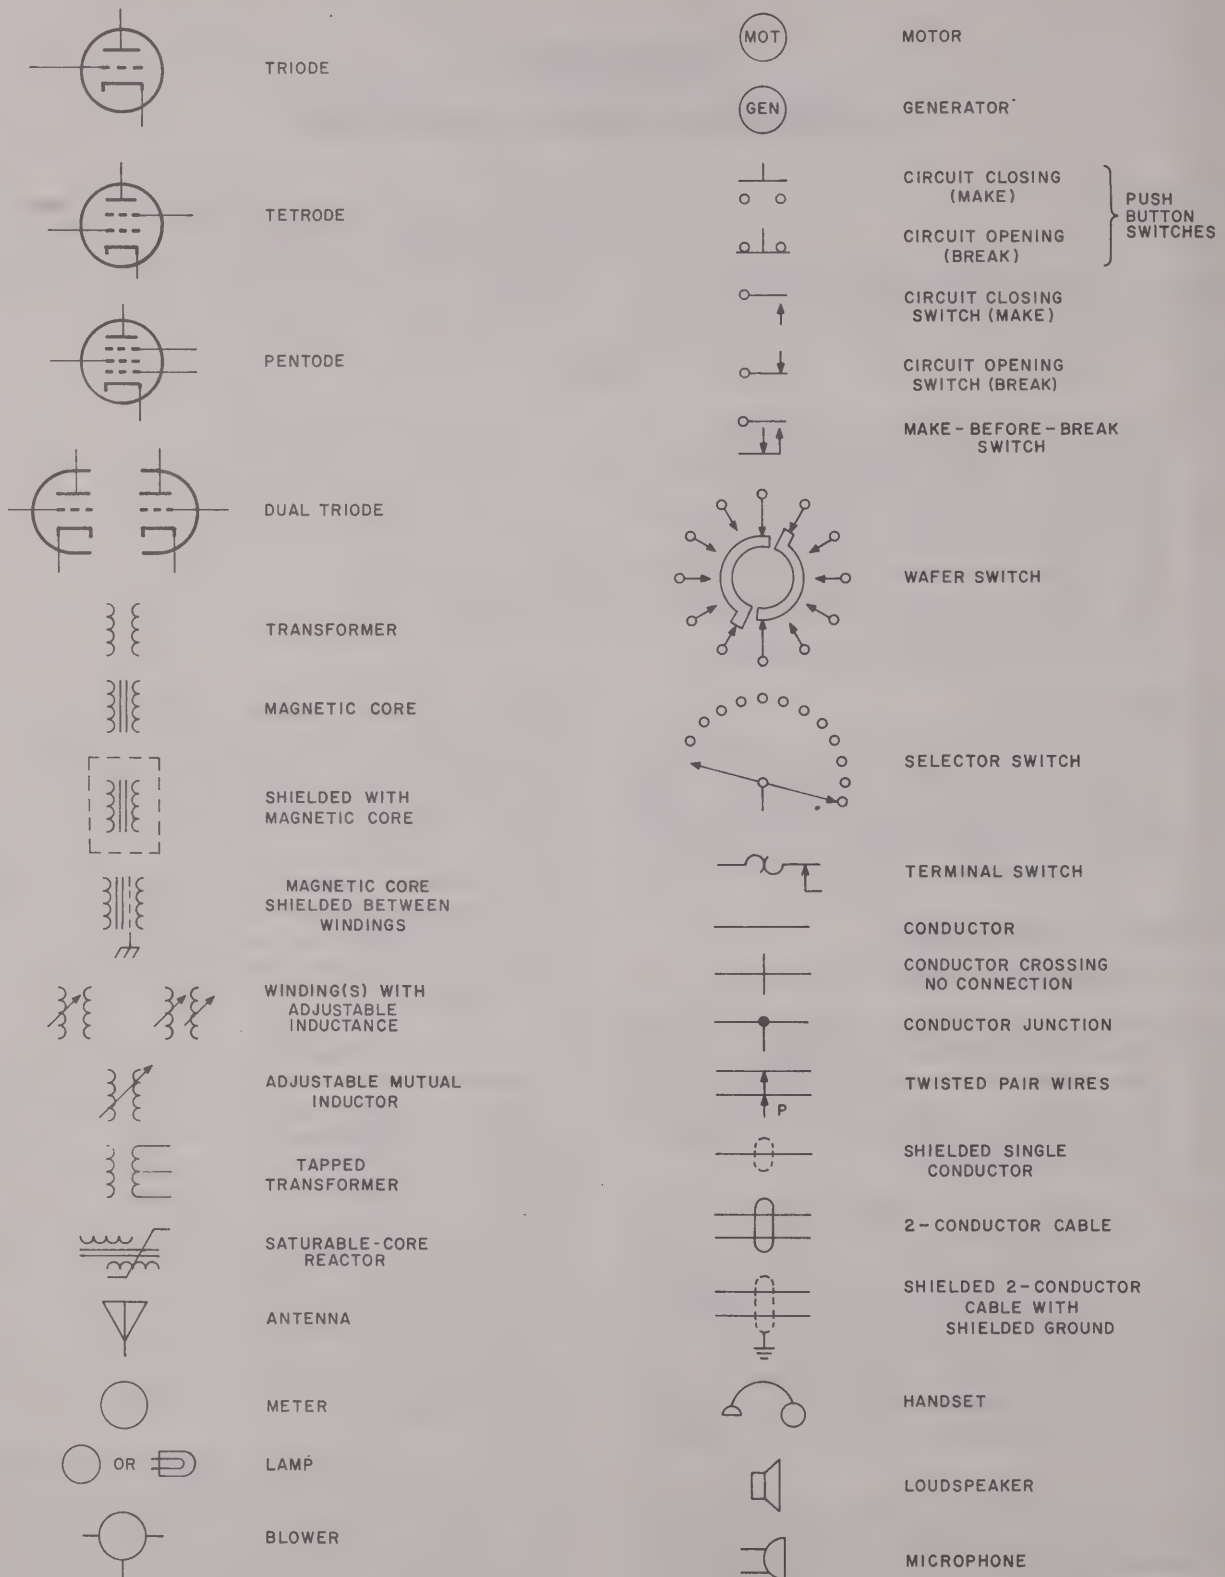 TRIODE
TETRODE
PENTODE
DUAL TRIODE
TRANSFORMER
MAGNETIC CORE
SHIELDED WITH
MAGNETIC CORE
MAGNETIC CORE
SHIELDED BETWEEN
WINDINGS
WINDING(S) WITH
ADJUSTABLE
INDUCTANCE
ADJUSTABLE MUTUAL
INDUCTOR
TAPPED
TRANSFORMER
SATURABLE-CORE
REACTOR
ANTENNA
METER
OR
LAMP
BLOWER
MOT
MOTOR
GEN
GENERATOR
CIRCUIT CLOSING
(MAKE)
CIRCUIT OPENING
(BREAK)
PUSH
BUTTON
SWITCHES
CIRCUIT CLOSING
SWITCH (MAKE)
CIRCUIT OPENING
SWITCH (BREAK)
MAKE-BEFORE-BREAK
SWITCH
WAFER SWITCH
SELECTOR SWITCH
TERMINAL SWITCH
CONDUCTOR
CONDUCTOR CROSSING
NO CONNECTION
CONDUCTOR JUNCTION
TWISTED PAIR WIRES
P
SHIELDED SINGLE
CONDUCTOR
2-CONDUCTOR CABLE
SHIELDED 2-CONDUCTOR
CABLE WITH
SHIELDED GROUND
HANDSET
LOUDSPEAKER
MICROPHONE